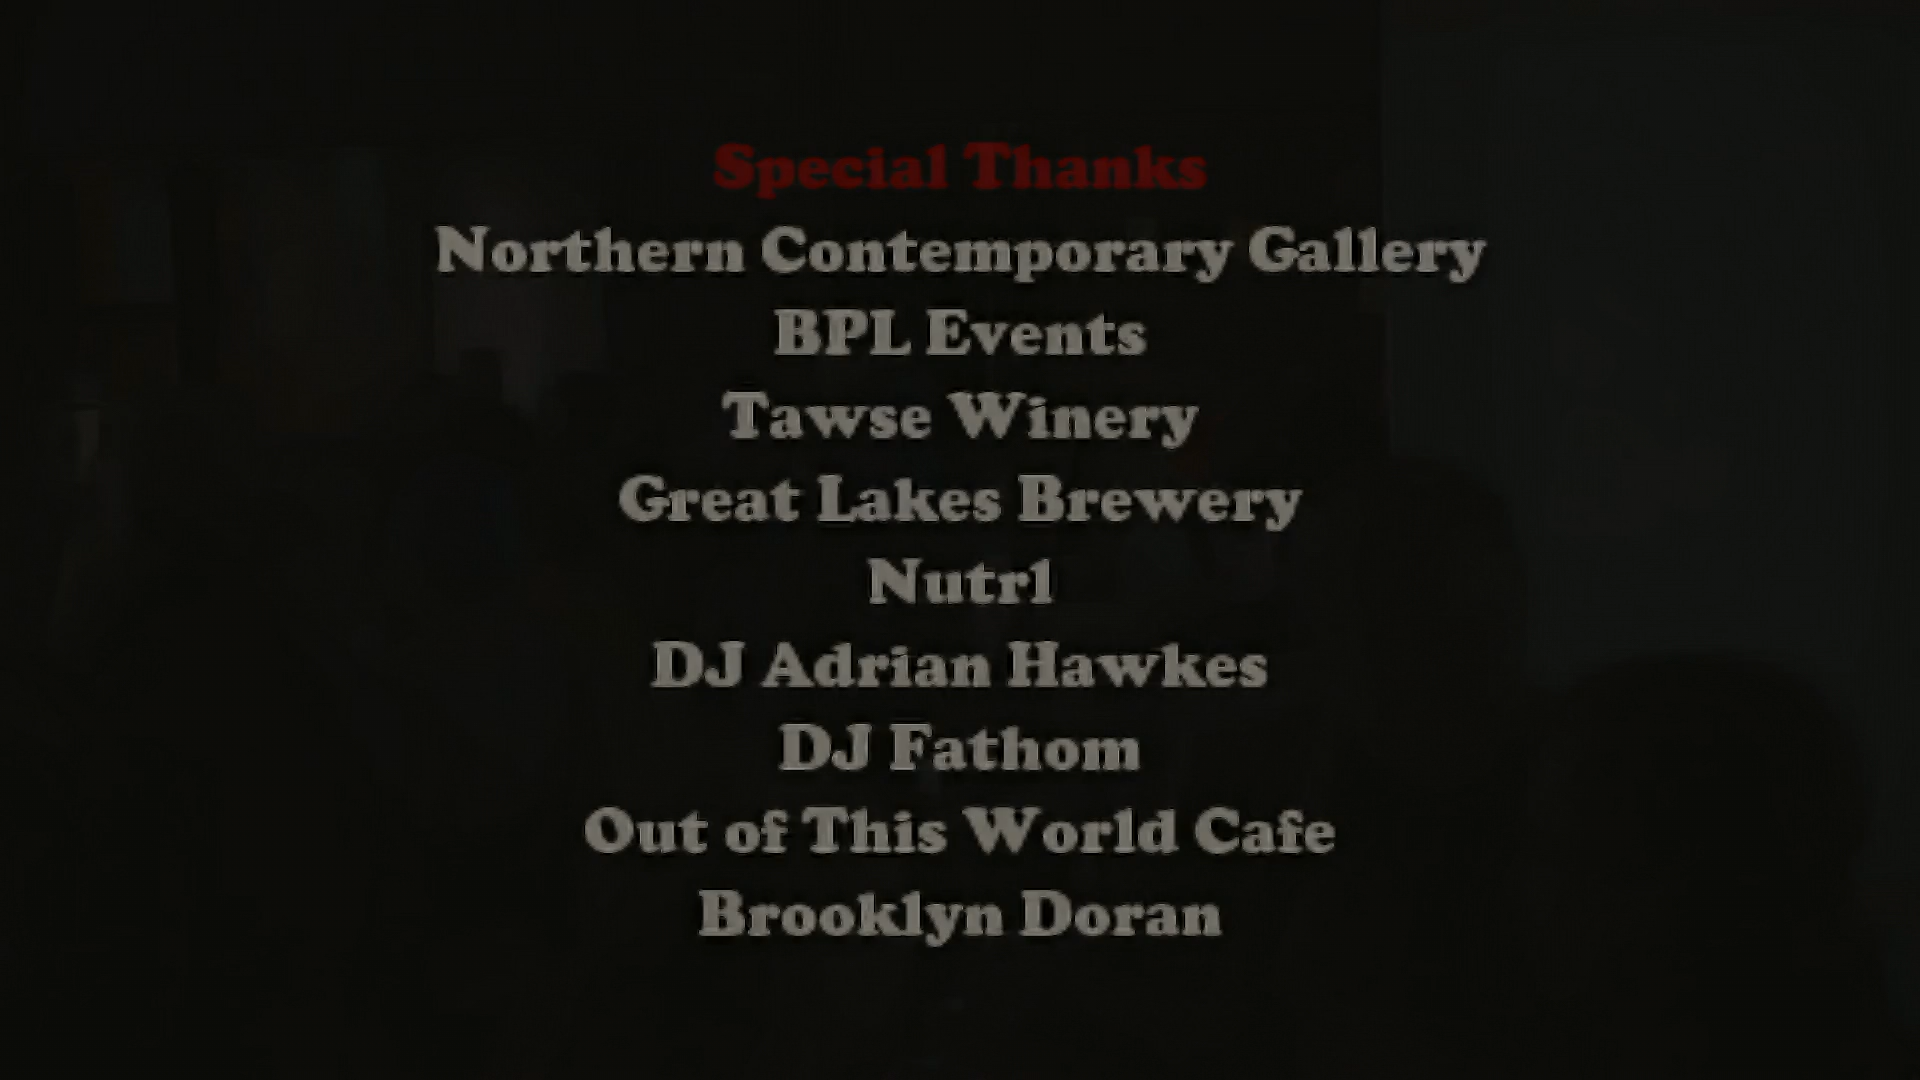 Special Thanks
Northern Contemporary Gallery
BPL Events
Tawse Winery
Great Lakes Brewery
Nutr1
DJ Adrian Hawkes
DJ Fathom
Out of This World Cafe
Brooklyn Doran